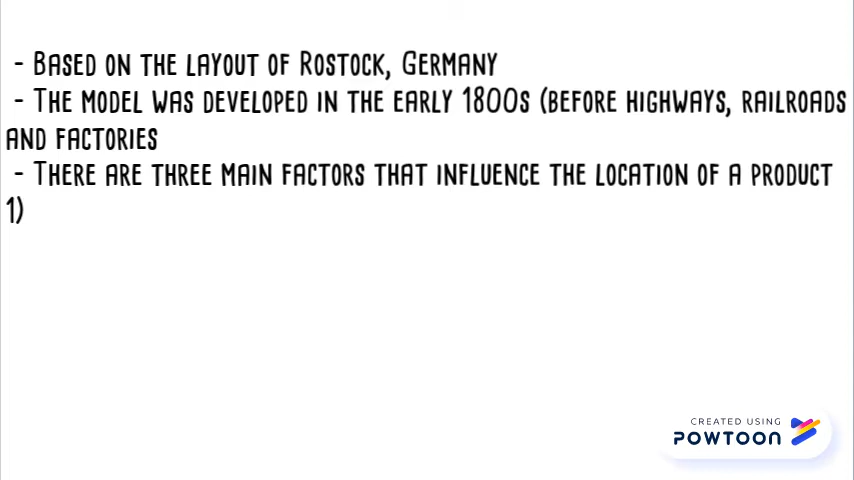 - Based on the layout of Rostock, Germany
- The model was developed in the early 1800s (before highways, railroads
and factories
- There are three main factors that influence the location of a product
1)
CREATED USING
POWTOON